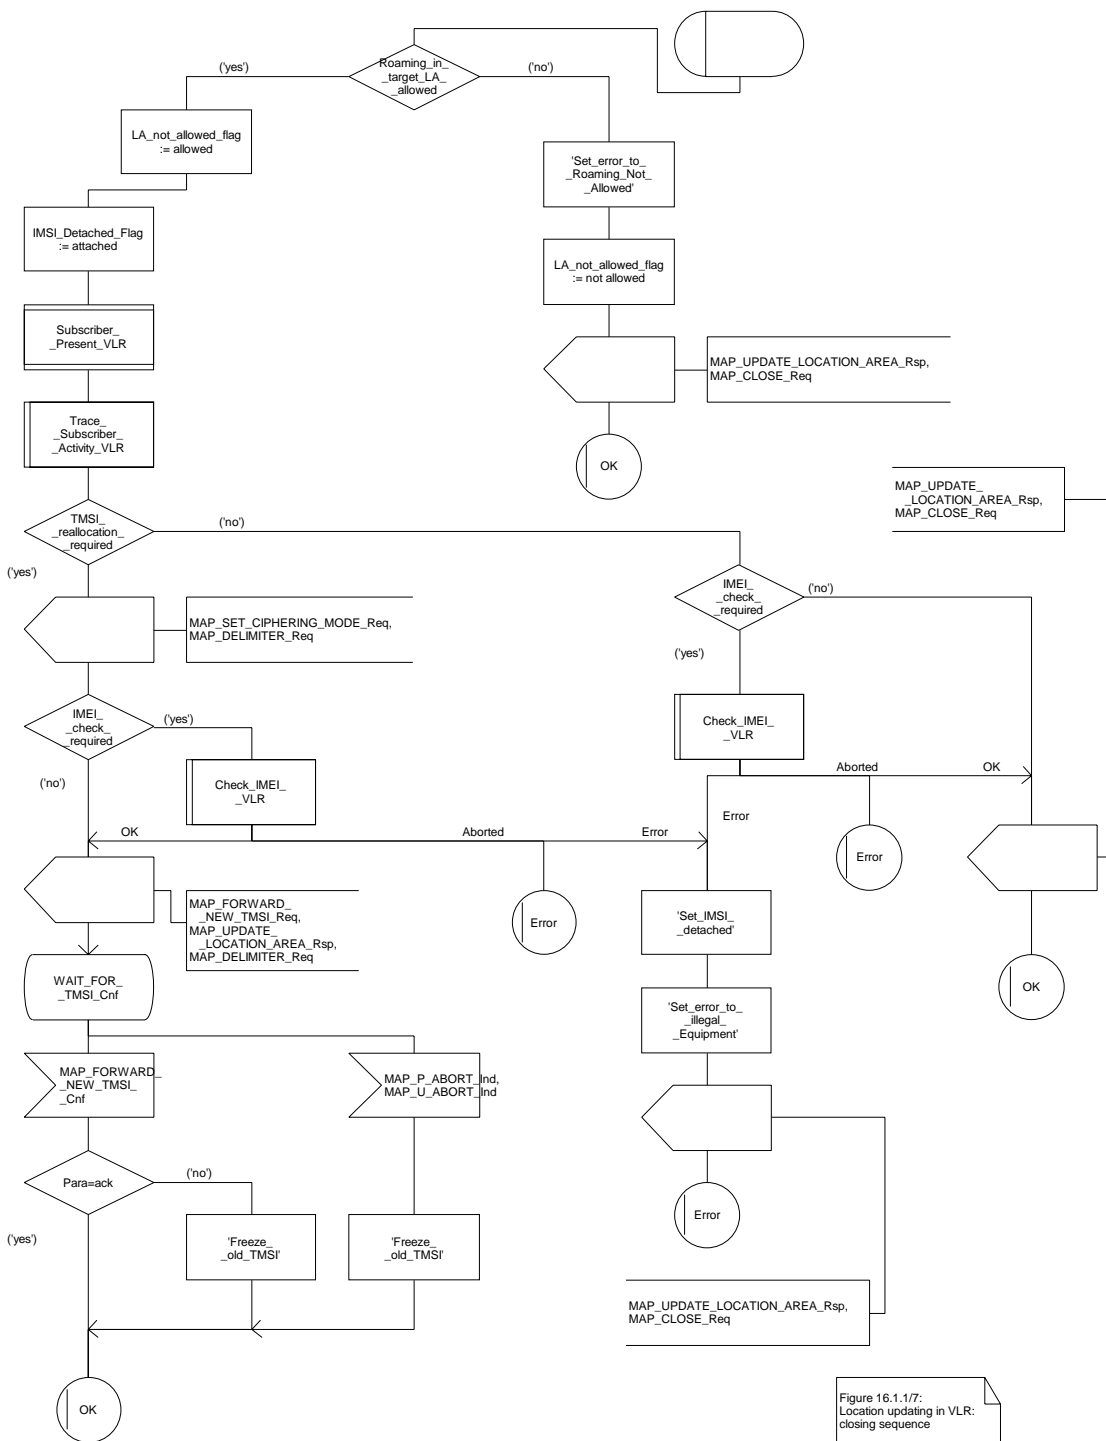 Roaming_in_
_target_LA_
_allowed
('yes')
('no')
LA_not_allowed_flag
:= allowed
'Set_error_to_
_Roaming_Not_
_Allowed'
IMSI_Detached_Flag
:= attached
LA_not_allowed_flag
:= not allowed
Subscriber_
_Present_VLR
MAP_UPDATE_LOCATION_AREA_Rsp,
MAP_CLOSE_Req
Trace_
_Subscriber_
_Activity_VLR
OK
MAP_UPDATE_
_LOCATION_AREA_Rsp,
MAP_CLOSE_Req
TMSI_
_reallocation_
_required
('no')
('yes')
IMEI_
_check_
_required
('no')
('yes')
MAP_SET_CIPHERING_MODE_Req,
MAP_DELIMITER_Req
IMEI_
_check_
_required
('yes')
('no')
Check_IMEI_
_VLR
Check_IMEI_
_VLR
Aborted
OK
Error
OK
Aborted
Error
Error
MAP_FORWARD_
_NEW_TMSI_Req,
MAP_UPDATE_
_LOCATION_AREA_Rsp,
MAP_DELIMITER_Req
Error
'Set_IMSI_
_detached'
WAIT_FOR_
_TMSI_Cnf
OK
'Set_error_to_
_illegal_
_Equipment'
MAP_FORWARD_
_NEW_TMSI_
_Cnf
MAP_P_ABORT_Ind,
MAP_U_ABORT_Ind
Para=ack
('no')
('yes')
Error
'Freeze_
_old_TMSI'
'Freeze_
_old_TMSI'
MAP_UPDATE_LOCATION_AREA_Rsp,
MAP_CLOSE_Req
OK
Figure 16.1.1/7:
Location updating in VLR:
closing sequence